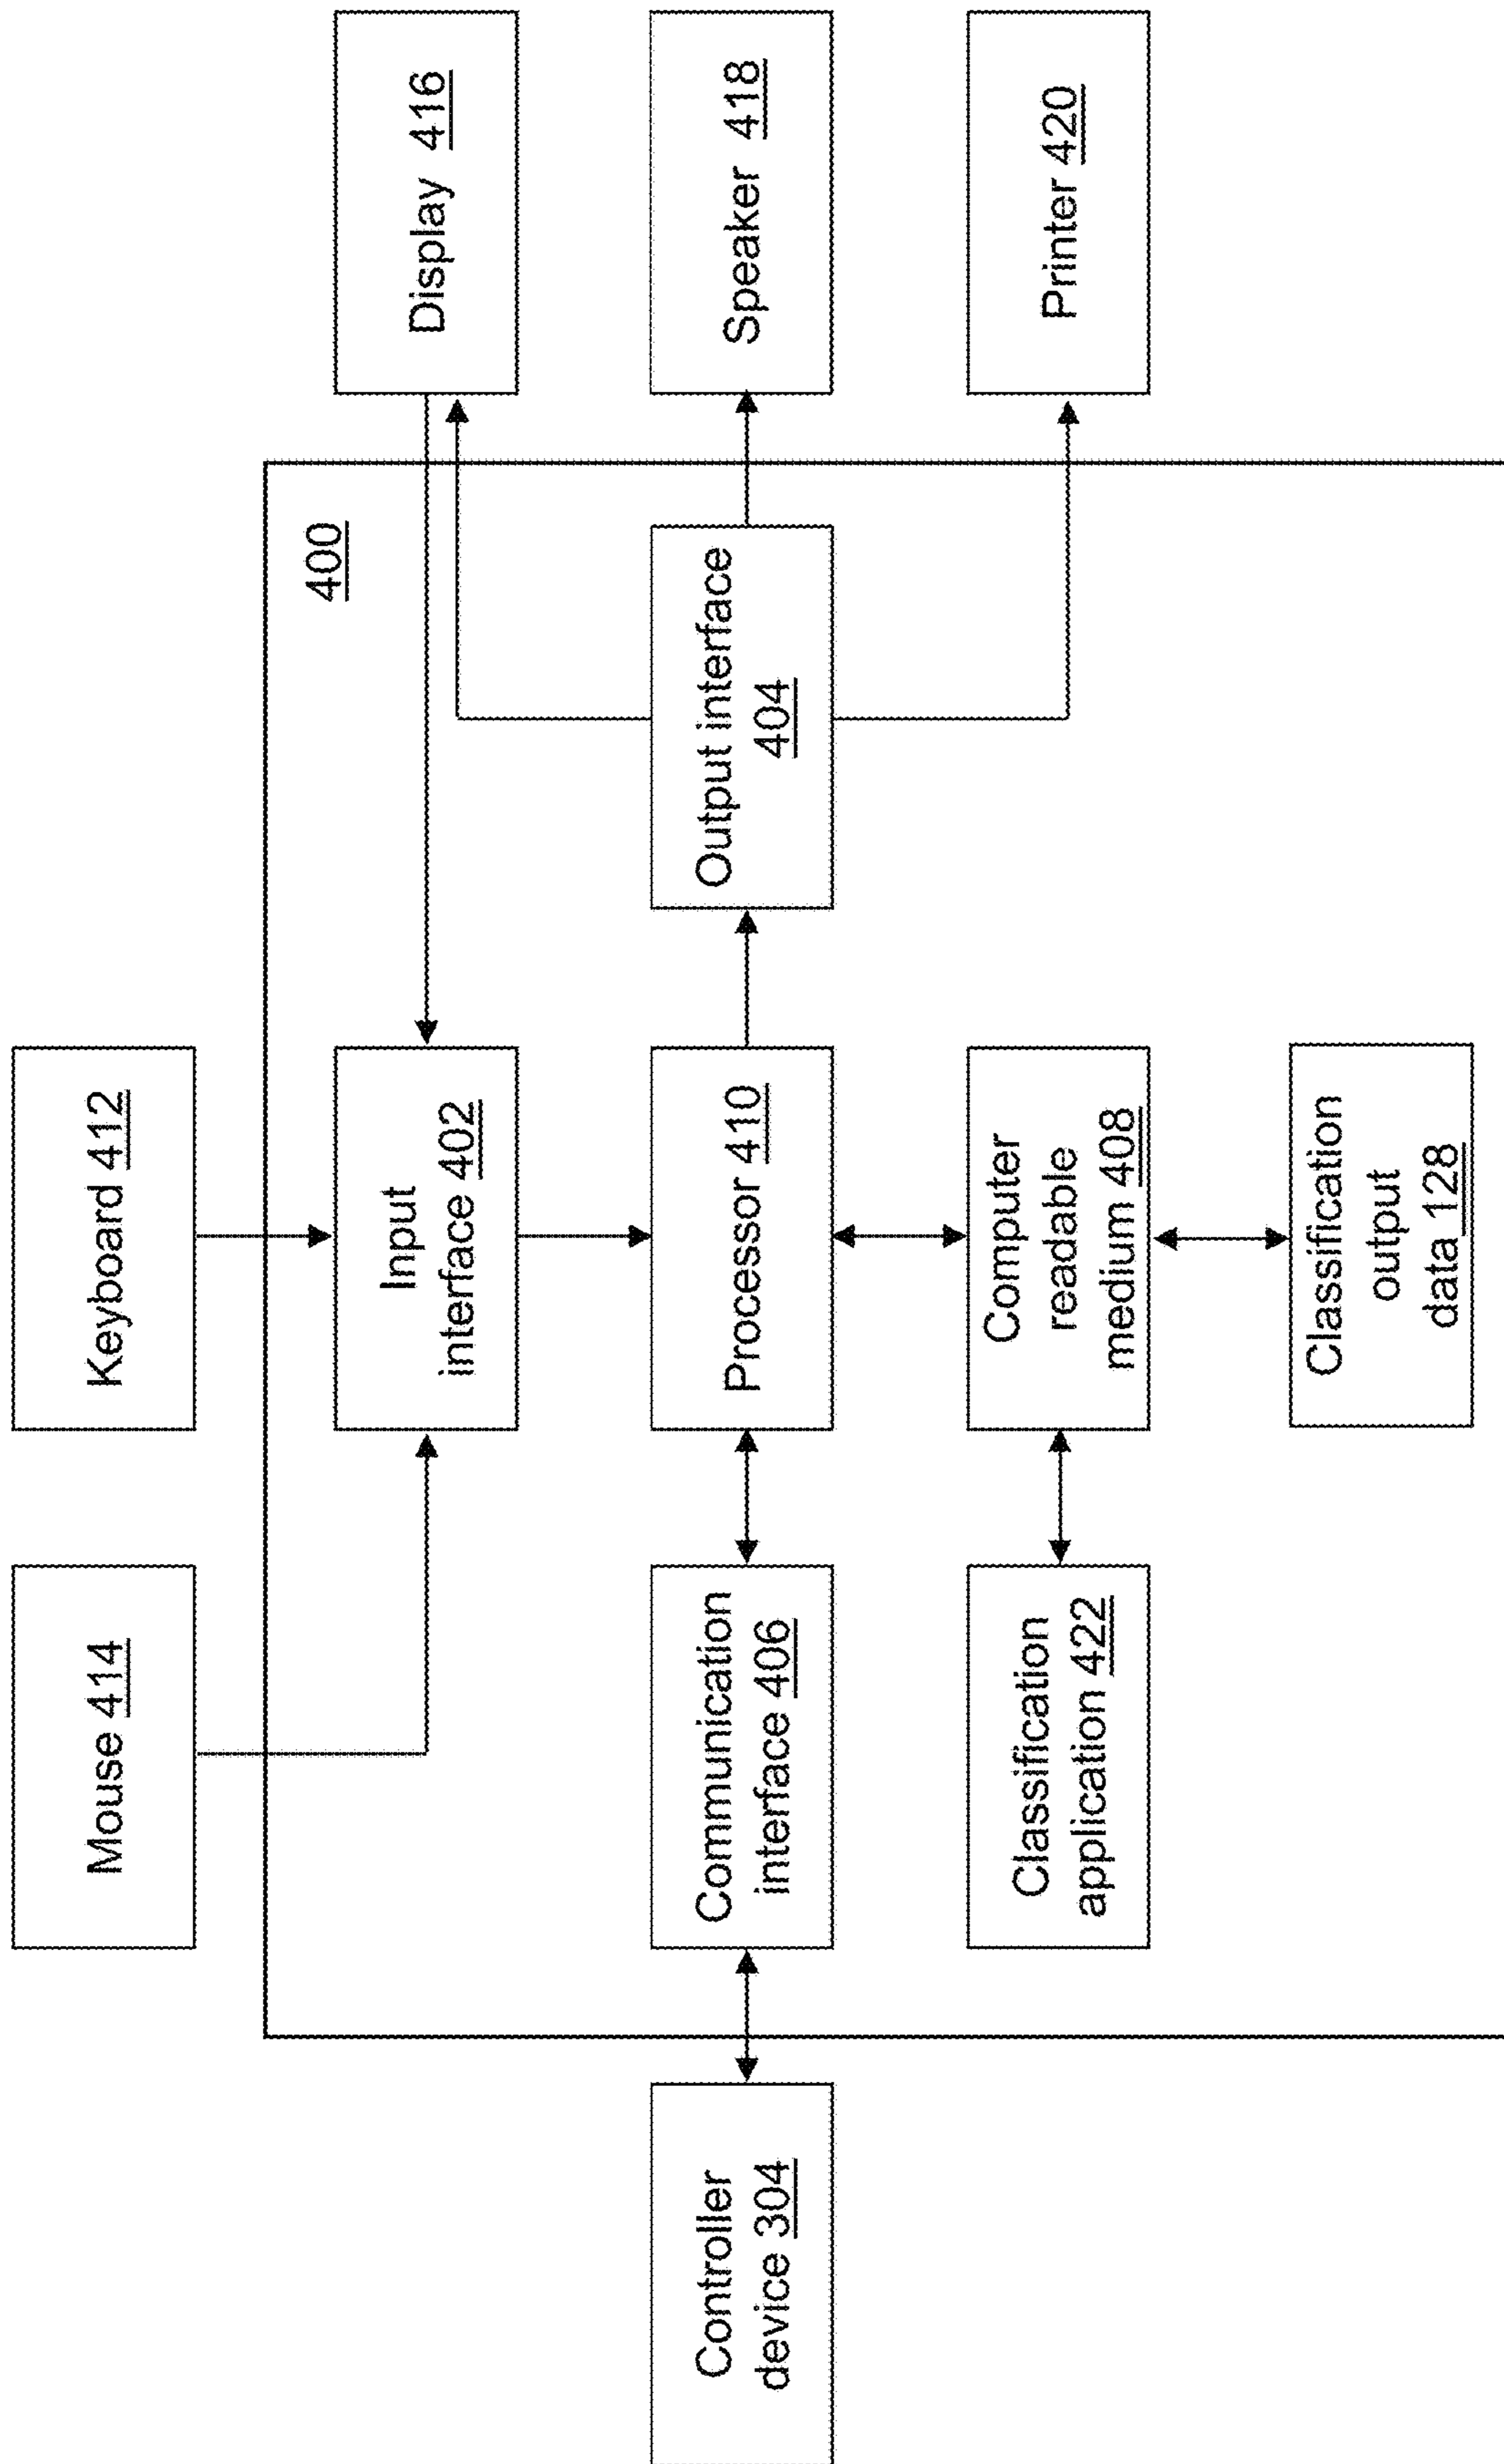 Mouse 414
Keyboard 412
400
Input
interface 402
Display 416
Controller
device 304
Communication
interface 406
Processor 410
Output interface
404
Speaker 418
Classification
application 422
Computer
readable
medium 408
Printer 420
Classification
output
data 128